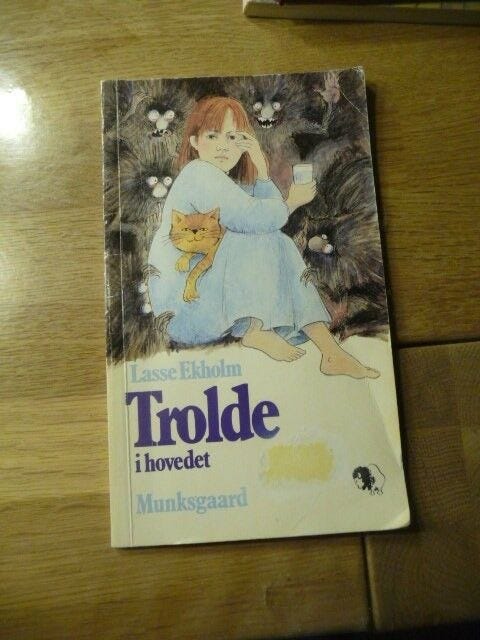 Lasse Ekholm
Trolde
i hovedet
Munksgaard